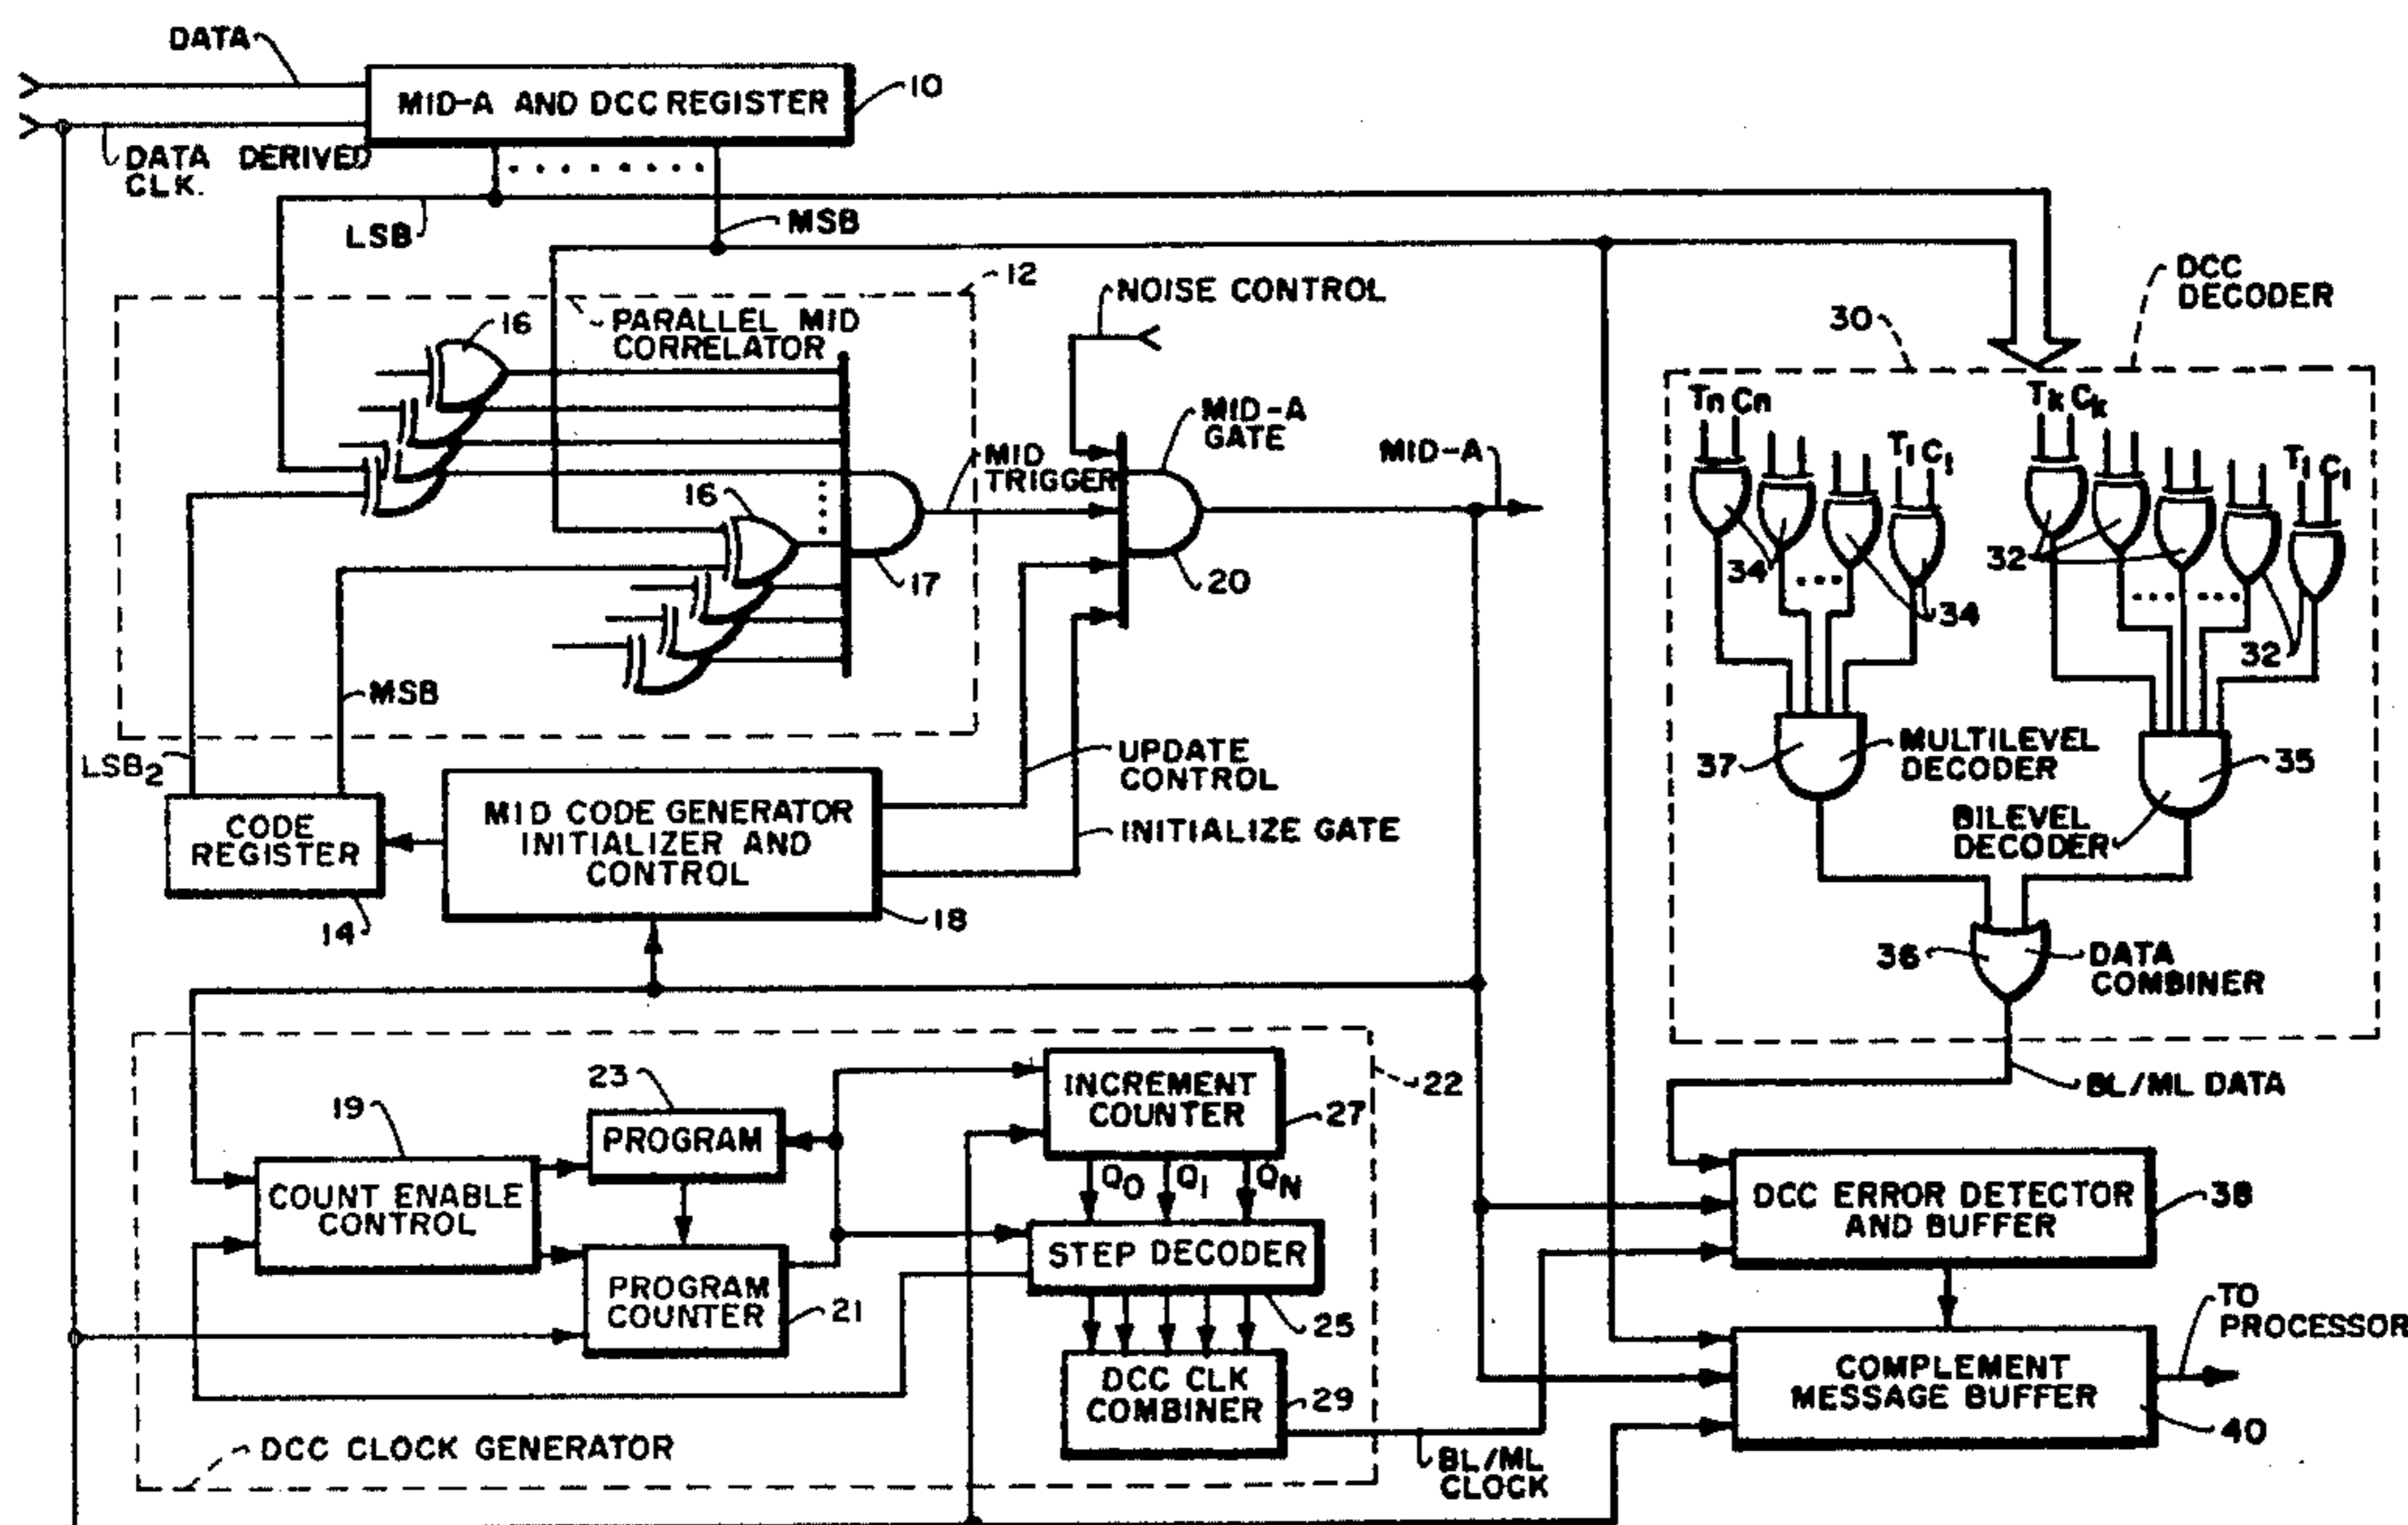 DATA
MID-A AND DCC REGISTER
10
DATA DERIVED
CLK.
LSB
MSB
12
NOISE CONTROL
DCC
DECODER
16
PARALLEL MID
CORRELATOR
30
Tn Cn
Tk Ck
MID-A
GATE
MID-A
T1 C1
T1 C1
MID
TRIGGER
16
17
20
34
32
34
32
MSB
LSB2
UPDATE
CONTROL
37
MULTILEVEL
DECODER
35
MID CODE GENERATOR
INITIALIZER AND
CONTROL
CODE
REGISTER
INITIALIZE GATE
BILEVEL
DECODER
14
18
36
DATA
COMBINER
23
INCREMENT
COUNTER
22
BL/ML DATA
19
PROGRAM
27
COUNT ENABLE
CONTROL
Q0 Q1 QN
DCC ERROR DETECTOR
AND BUFFER
38
STEP DECODER
PROGRAM
COUNTER
21
25
TO
PROCESSOR
DCC CLK
COMBINER
29
COMPLEMENT
MESSAGE BUFFER
40
DCC CLOCK GENERATOR
BL/ML
CLOCK